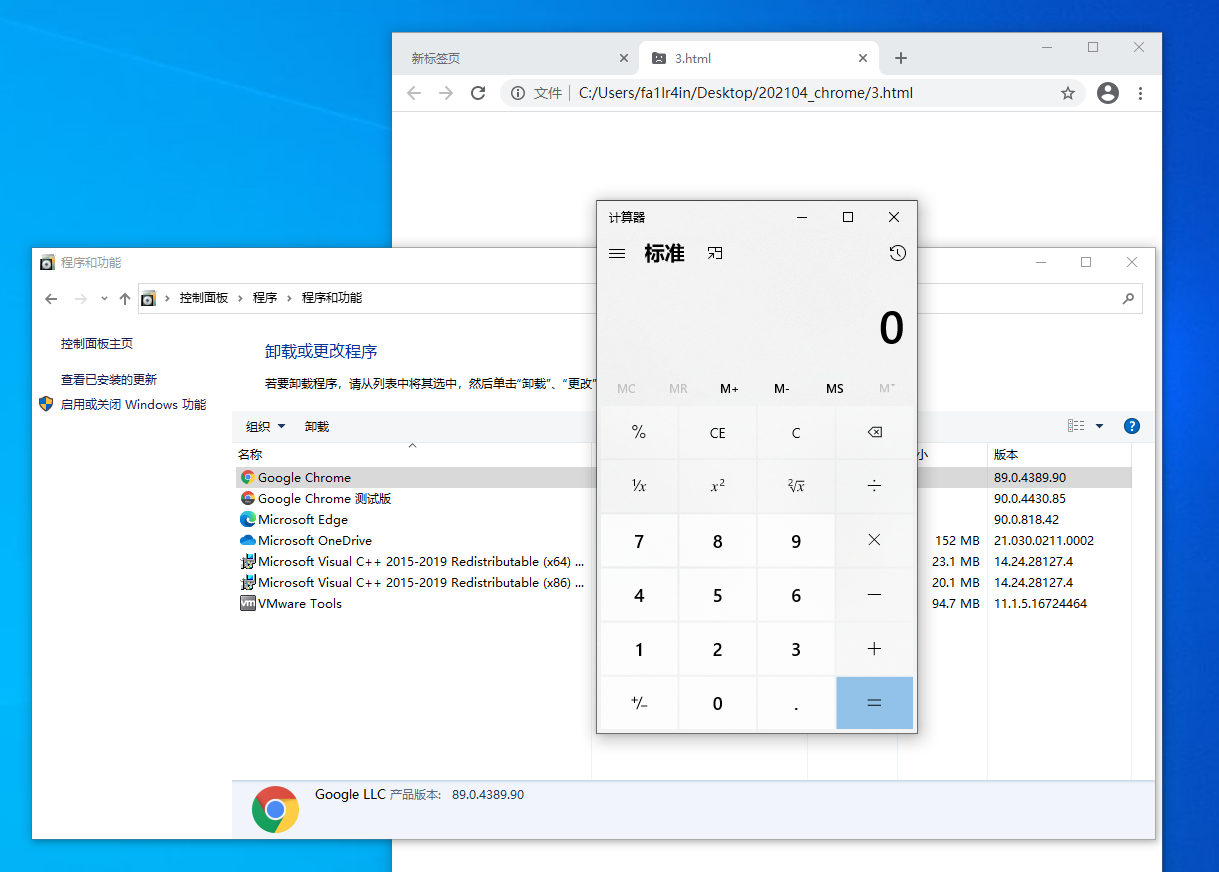 新标签页
3.html
文件
C:/Users/fa1lr4in/Desktop/202104_chrome/3.html
计算器
标准
0
MC MR M+ M- MS M˅
% CE C
¹/x x² ²√x ÷
7 8 9 ×
4 5 6 −
1 2 3 +
+/− 0 . =
程序和功能
控制面板 › 程序 › 程序和功能
控制面板主页
查看已安装的更新
启用或关闭 Windows 功能
卸载或更改程序
若要卸载程序，请从列表中将其选中，然后单击“卸载”、“更改”
组织 卸载
名称 小 版本
Google Chrome 89.0.4389.90
Google Chrome 测试版 90.0.4430.85
Microsoft Edge 90.0.818.42
Microsoft OneDrive 152 MB 21.030.0211.0002
Microsoft Visual C++ 2015-2019 Redistributable (x64) ... 23.1 MB 14.24.28127.4
Microsoft Visual C++ 2015-2019 Redistributable (x86) ... 20.1 MB 14.24.28127.4
vm VMware Tools 94.7 MB 11.1.5.16724464
Google LLC 产品版本: 89.0.4389.90